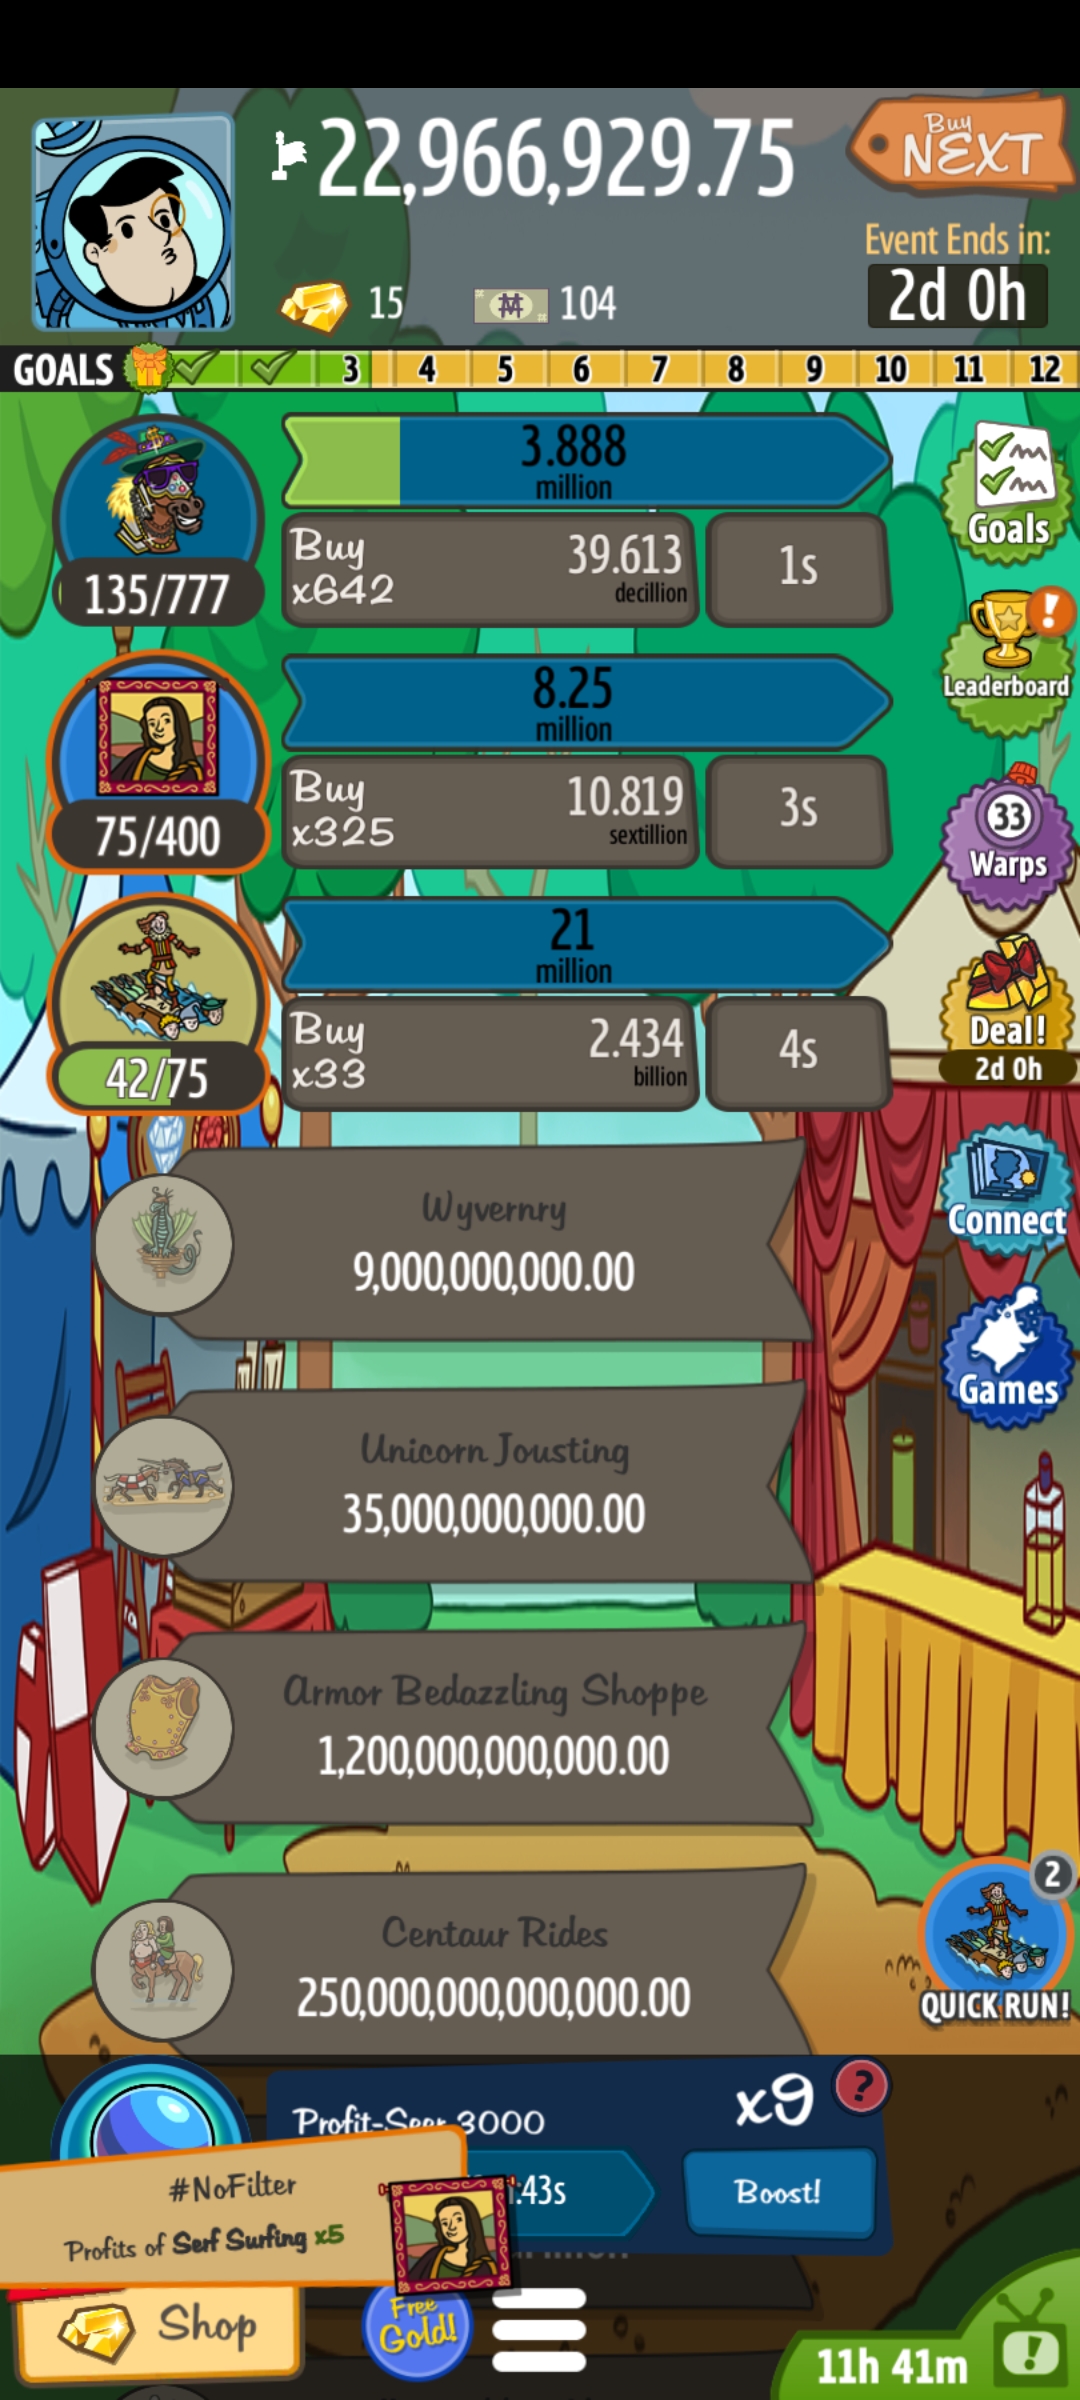 22,966,929.75
Buy
NEXT
15
104
Event Ends in:
2d 0h
GOALS
3 4 5 6 7 8 9 10 11 12
3.888
million
135/777
Buy
x642
39.613
decillion
1s
Goals
8.25
million
Leaderboard
75/400
Buy
x325
10.819
sextillion
3s
33
Warps
21
million
42/75
Buy
x33
2.434
billion
4s
Deal!
2d 0h
Wyvernry
9,000,000,000.00
Connect
Unicorn Jousting
35,000,000,000.00
Games
Armor Bedazzling Shoppe
1,200,000,000,000.00
Centaur Rides
250,000,000,000,000.00
2
QUICK RUN!
Profit-Seer 3000
x9
?
:43s
Boost!
#NoFilter
Profits of Serf Surfing x5
Shop
Free
Gold!
11h 41m